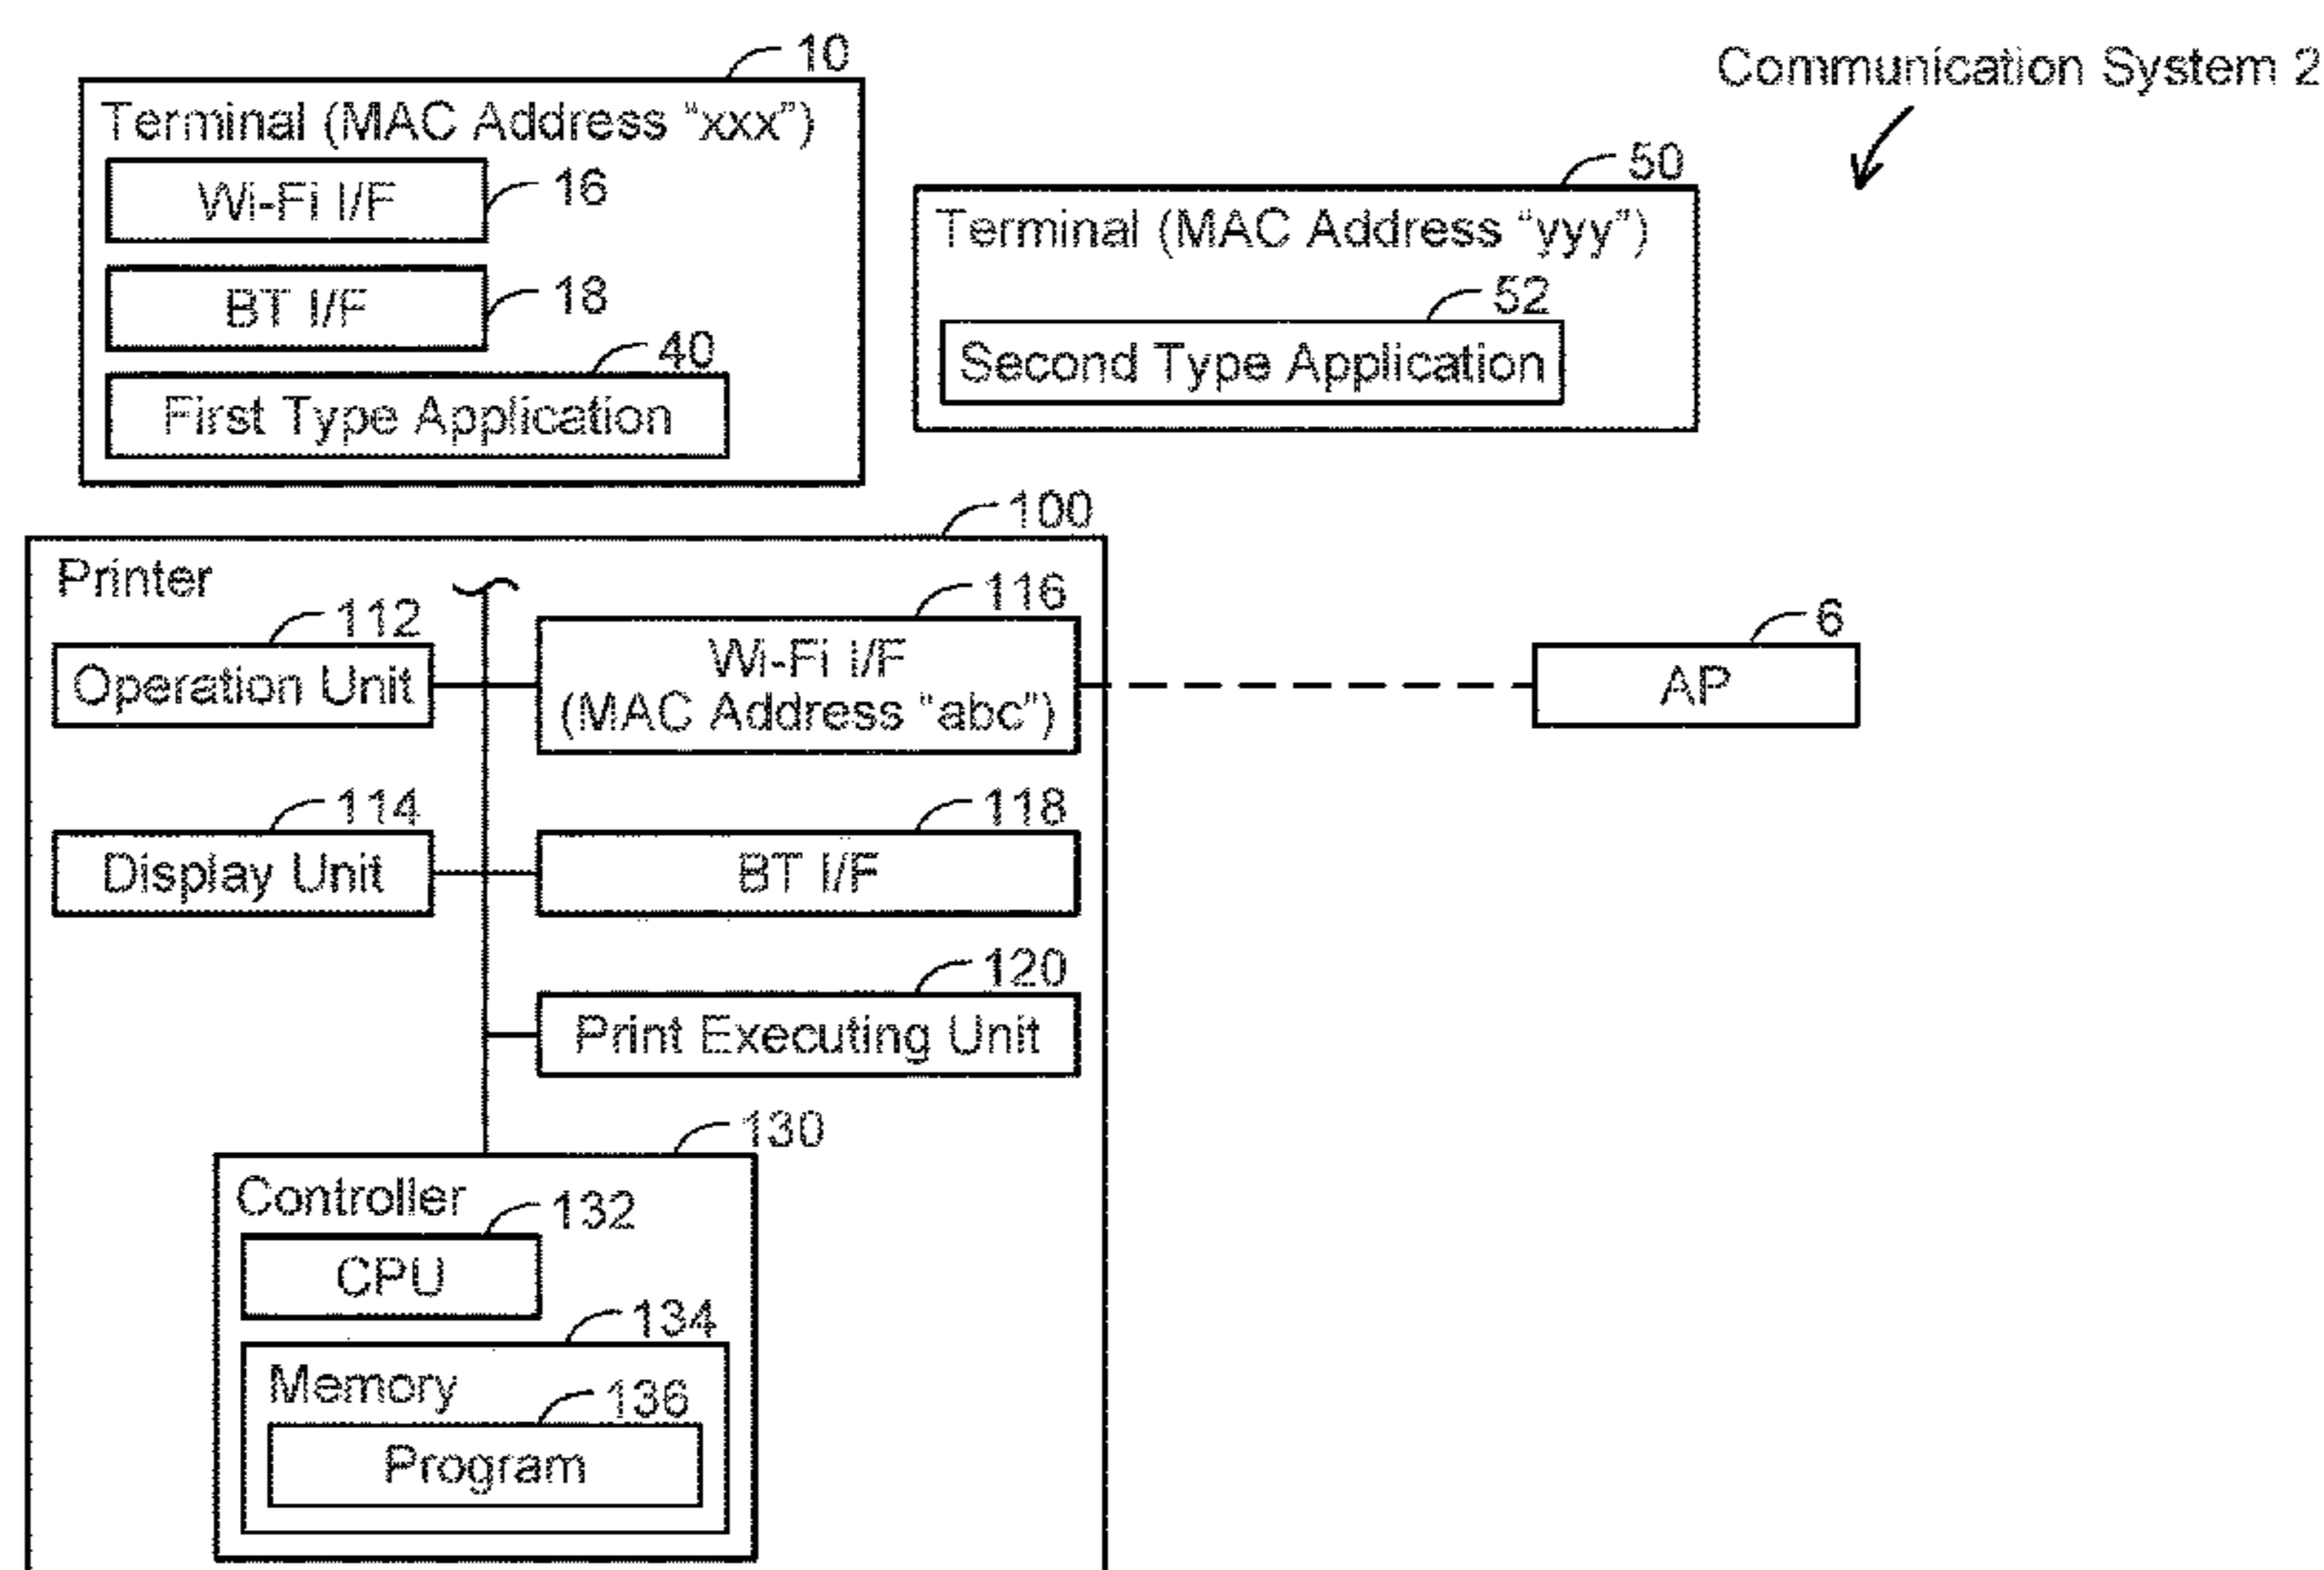 10
Communication System 2
Terminal (MAC Address “xxx”)
Wi-Fi I/F
16
BT I/F
18
40
First Type Application
50
Terminal (MAC Address “yyy”)
52
Second Type Application
100
Printer
112
Operation Unit
116
Wi-Fi I/F
(MAC Address “abc”)
6
AP
114
Display Unit
118
BT I/F
120
Print Executing Unit
130
Controller
132
CPU
134
Memory
136
Program